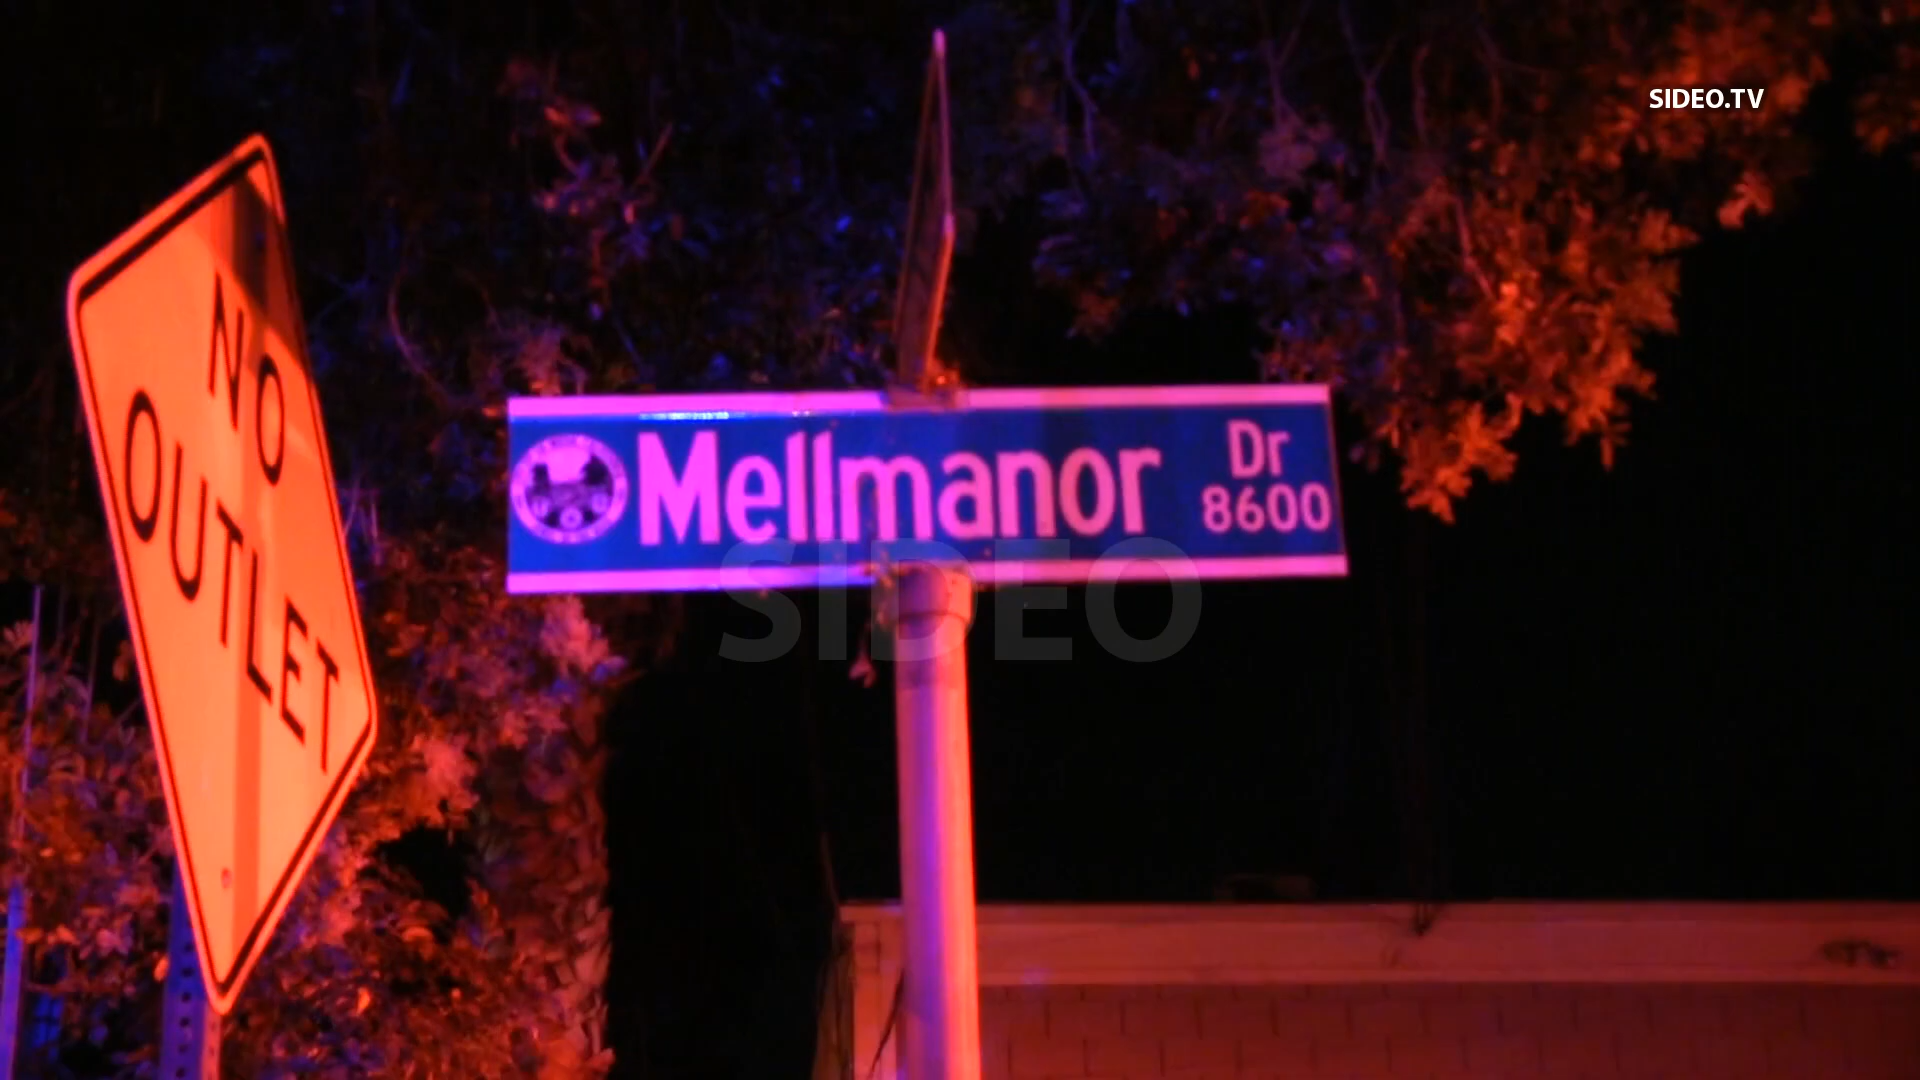 SIDEO.TV
NO
OUTLET
Mellmanor Dr
8600
SIDEO